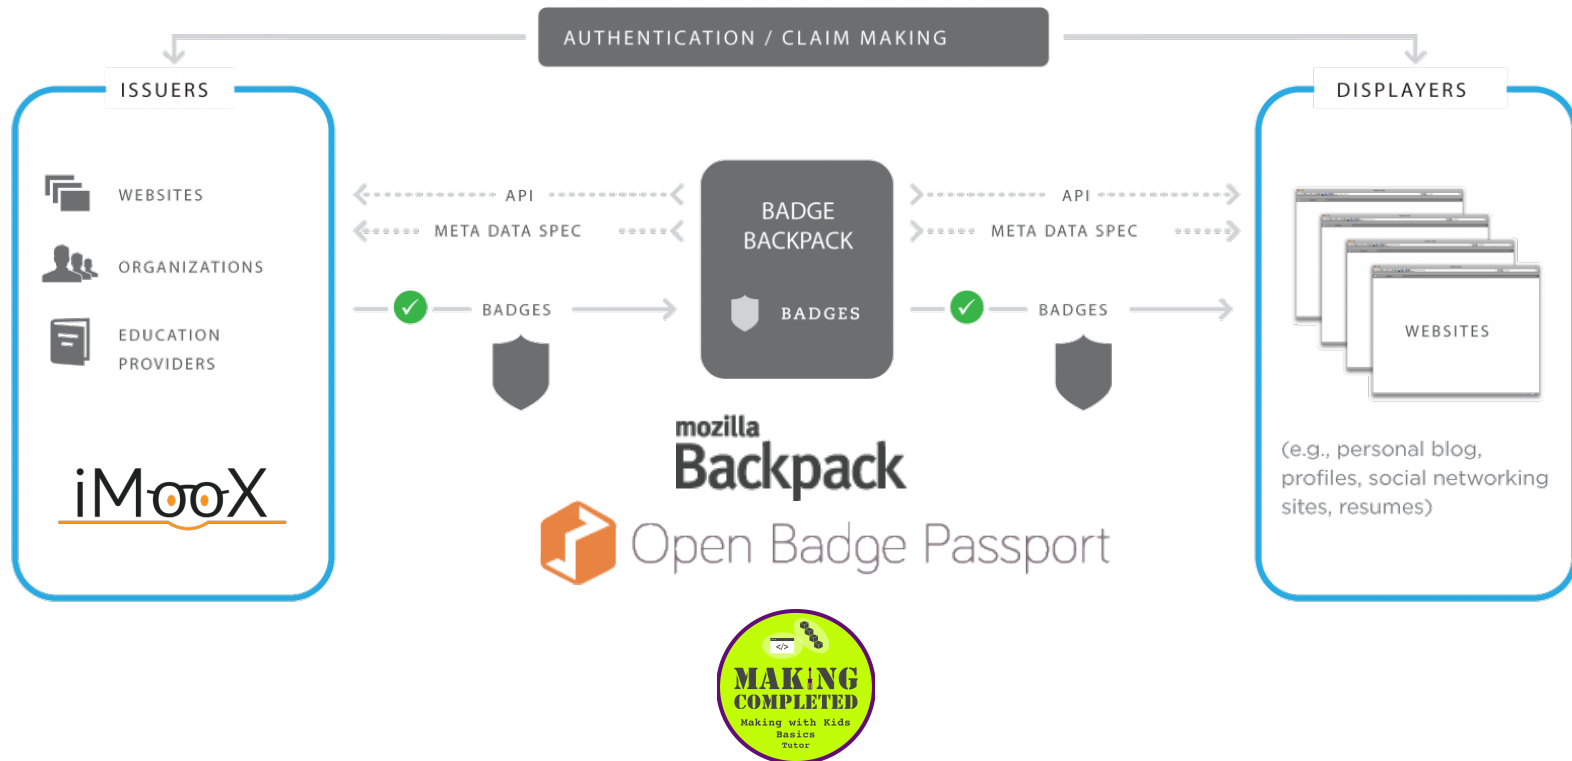 AUTHENTICATION / CLAIM MAKING
ISSUERS
WEBSITES
ORGANIZATIONS
EDUCATION
PROVIDERS
iMooX
API
META DATA SPEC
BADGES
BADGE
BACKPACK
BADGES
mozilla
Backpack
Open Badge Passport
</>
MAKING
COMPLETED
Making with Kids
Basics
Tutor
API
META DATA SPEC
BADGES
DISPLAYERS
WEBSITES
(e.g., personal blog,
profiles, social networking
sites, resumes)